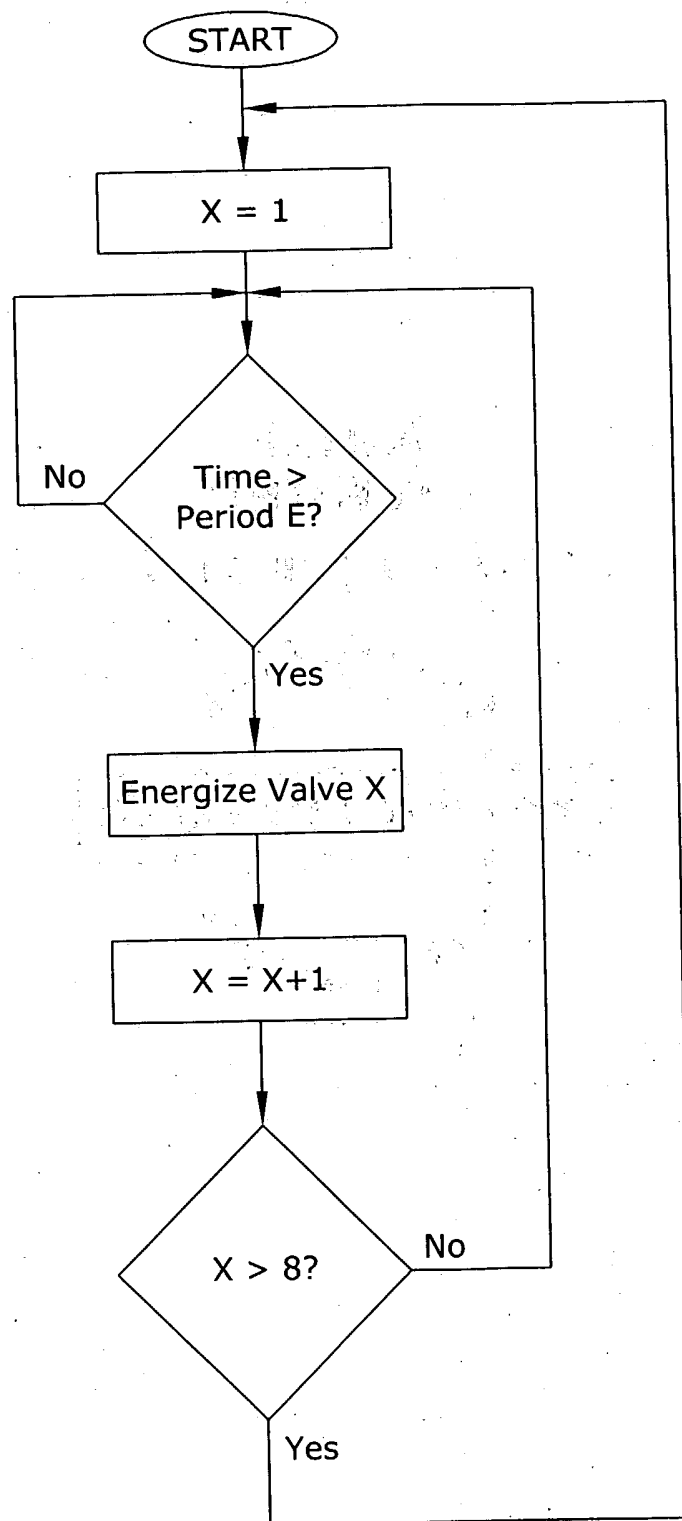 START
X = 1
No
Time >
Period E?
Yes
Energize Valve X
X = X+1
X > 8?
No
Yes